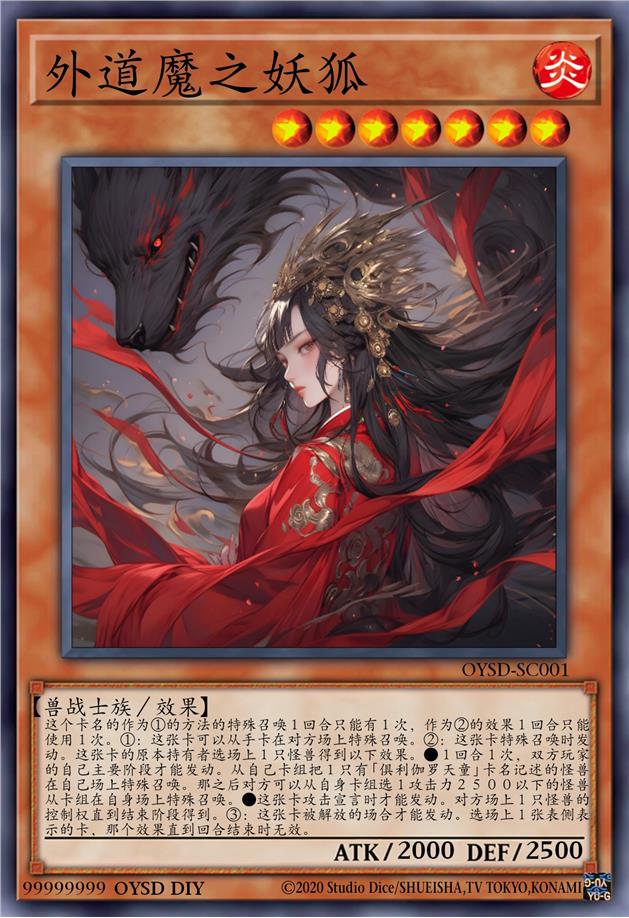 外道魔之妖狐
炎
OYSD-SC001
【兽战士族／效果】
这个卡名的作为①的方法的特殊召唤1回合只能有1次，作为②的效果1回合只能
使用1次。①：这张卡可以从手卡在对方场上特殊召唤。②：这张卡特殊召唤时发
动。这张卡的原本持有者选场上1只怪兽得到以下效果。●1回合1次，双方玩家
的自己主要阶段才能发动。从自己卡组把1只有「俱利伽罗天童」卡名记述的怪兽
在自己场上特殊召唤。那之后对方可以从自身卡组选1攻击力2500以下的怪兽
从卡组在自身场上特殊召唤。●这张卡攻击宣言时才能发动。对方场上1只怪兽的
控制权直到结束阶段得到。③：这张卡被解放的场合才能发动。选场上1张表侧表
示的卡，那个效果直到回合结束时无效。
ATK/2000 DEF/2500
99999999 OYSD DIY ©2020 Studio Dice/SHUEISHA,TV TOKYO,KONAMI